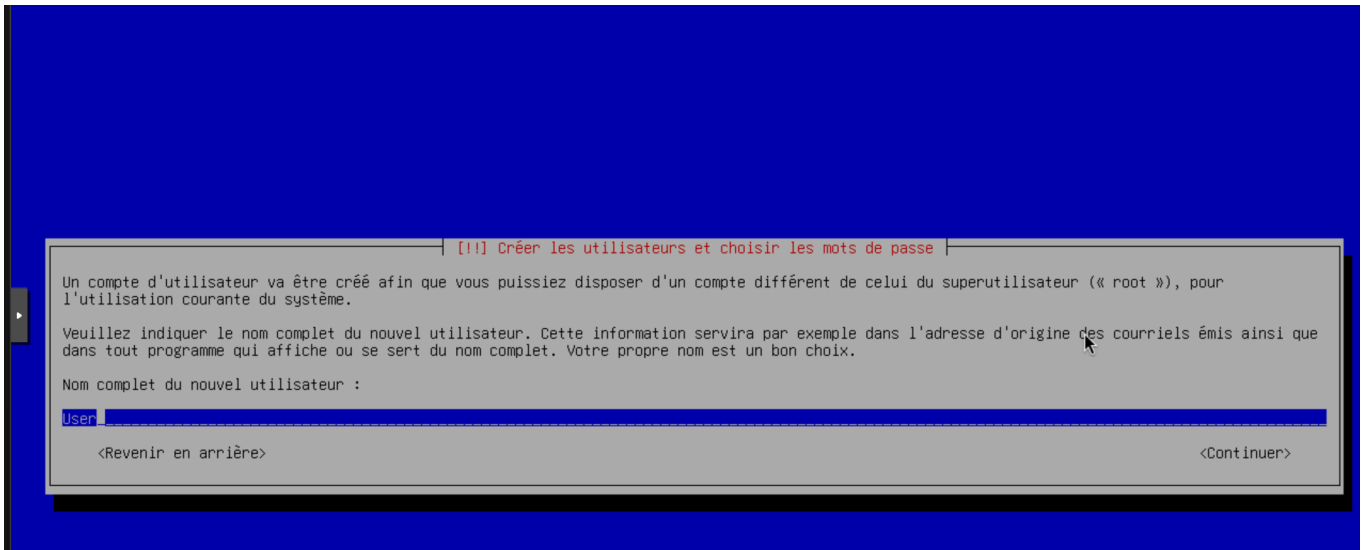 [!!] Créer les utilisateurs et choisir les mots de passe
Un compte d'utilisateur va être créé afin que vous puissiez disposer d'un compte différent de celui du superutilisateur (« root »), pour
l'utilisation courante du système.
Veuillez indiquer le nom complet du nouvel utilisateur. Cette information servira par exemple dans l'adresse d'origine des courriels émis ainsi que
dans tout programme qui affiche ou se sert du nom complet. Votre propre nom est un bon choix.
Nom complet du nouvel utilisateur :
User
<Revenir en arrière> <Continuer>